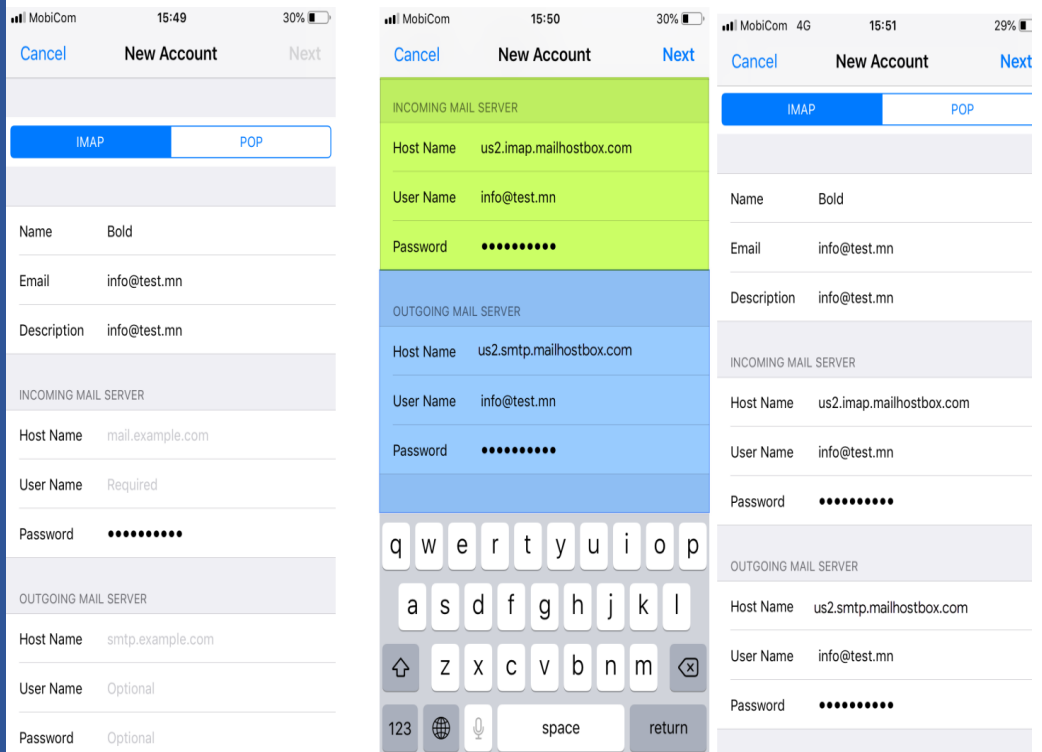 MobiCom 15:49 30%
Cancel New Account Next
IMAP POP
Name Bold
Email info@test.mn
Description info@test.mn
INCOMING MAIL SERVER
Host Name mail.example.com
User Name Required
Password ●●●●●●●●●●
OUTGOING MAIL SERVER
Host Name smtp.example.com
User Name Optional
Password Optional
MobiCom 15:50 30%
Cancel New Account Next
INCOMING MAIL SERVER
Host Name us2.imap.mailhostbox.com
User Name info@test.mn
Password ●●●●●●●●●●
OUTGOING MAIL SERVER
Host Name us2.smtp.mailhostbox.com
User Name info@test.mn
Password ●●●●●●●●●●
q w e r t y u i o p
a s d f g h j k l
z x c v b n m
123 space return
MobiCom 4G 15:51 29%
Cancel New Account Next
IMAP POP
Name Bold
Email info@test.mn
Description info@test.mn
INCOMING MAIL SERVER
Host Name us2.imap.mailhostbox.com
User Name info@test.mn
Password ●●●●●●●●●●
OUTGOING MAIL SERVER
Host Name us2.smtp.mailhostbox.com
User Name info@test.mn
Password ●●●●●●●●●●